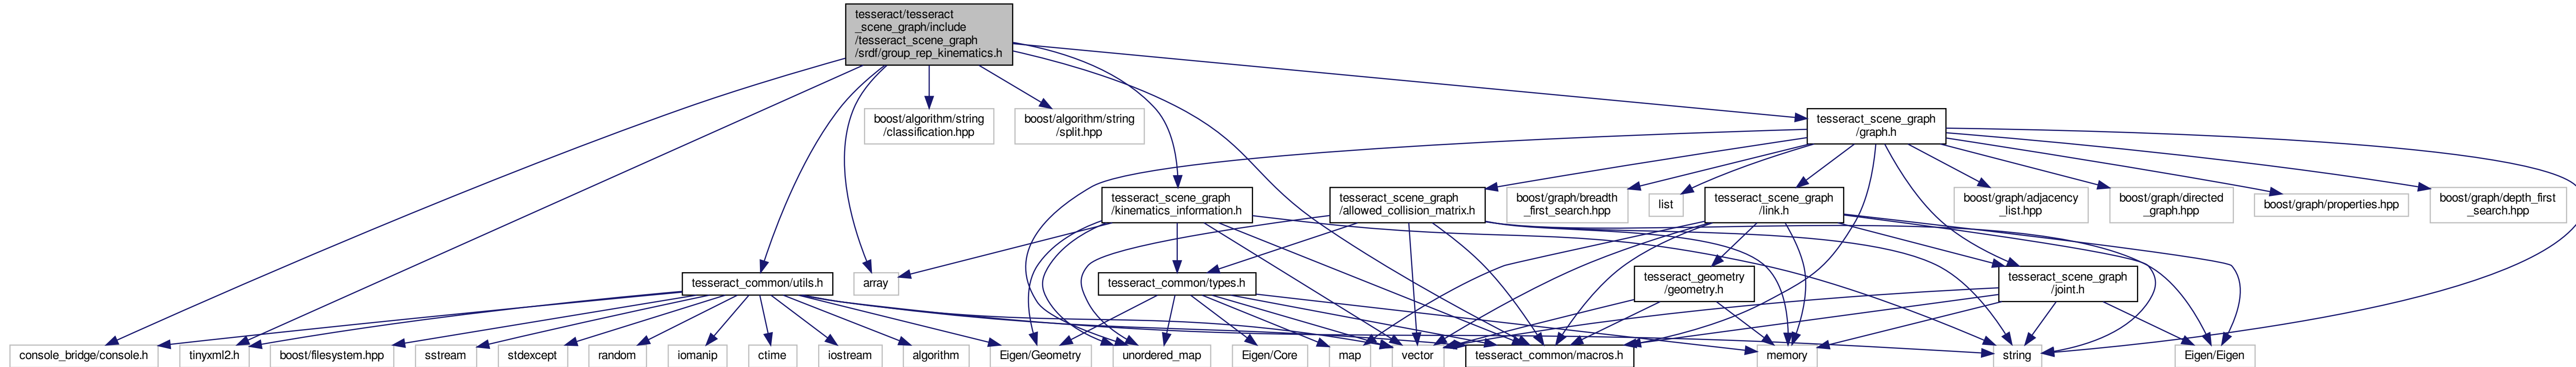 tesseract/tesseract
_scene_graph/include
/tesseract_scene_graph
/srdf/group_rep_kinematics.h
boost/algorithm/string
/classification.hpp
boost/algorithm/string
/split.hpp
tesseract_scene_graph
/graph.h
tesseract_scene_graph
/kinematics_information.h
tesseract_scene_graph
/allowed_collision_matrix.h
boost/graph/breadth
_first_search.hpp
list
tesseract_scene_graph
/link.h
boost/graph/adjacency
_list.hpp
boost/graph/directed
_graph.hpp
boost/graph/properties.hpp
boost/graph/depth_first
_search.hpp
tesseract_common/utils.h
array
tesseract_common/types.h
tesseract_geometry
/geometry.h
tesseract_scene_graph
/joint.h
console_bridge/console.h
tinyxml2.h
boost/filesystem.hpp
sstream
stdexcept
random
iomanip
ctime
iostream
algorithm
Eigen/Geometry
unordered_map
Eigen/Core
map
vector
tesseract_common/macros.h
memory
string
Eigen/Eigen